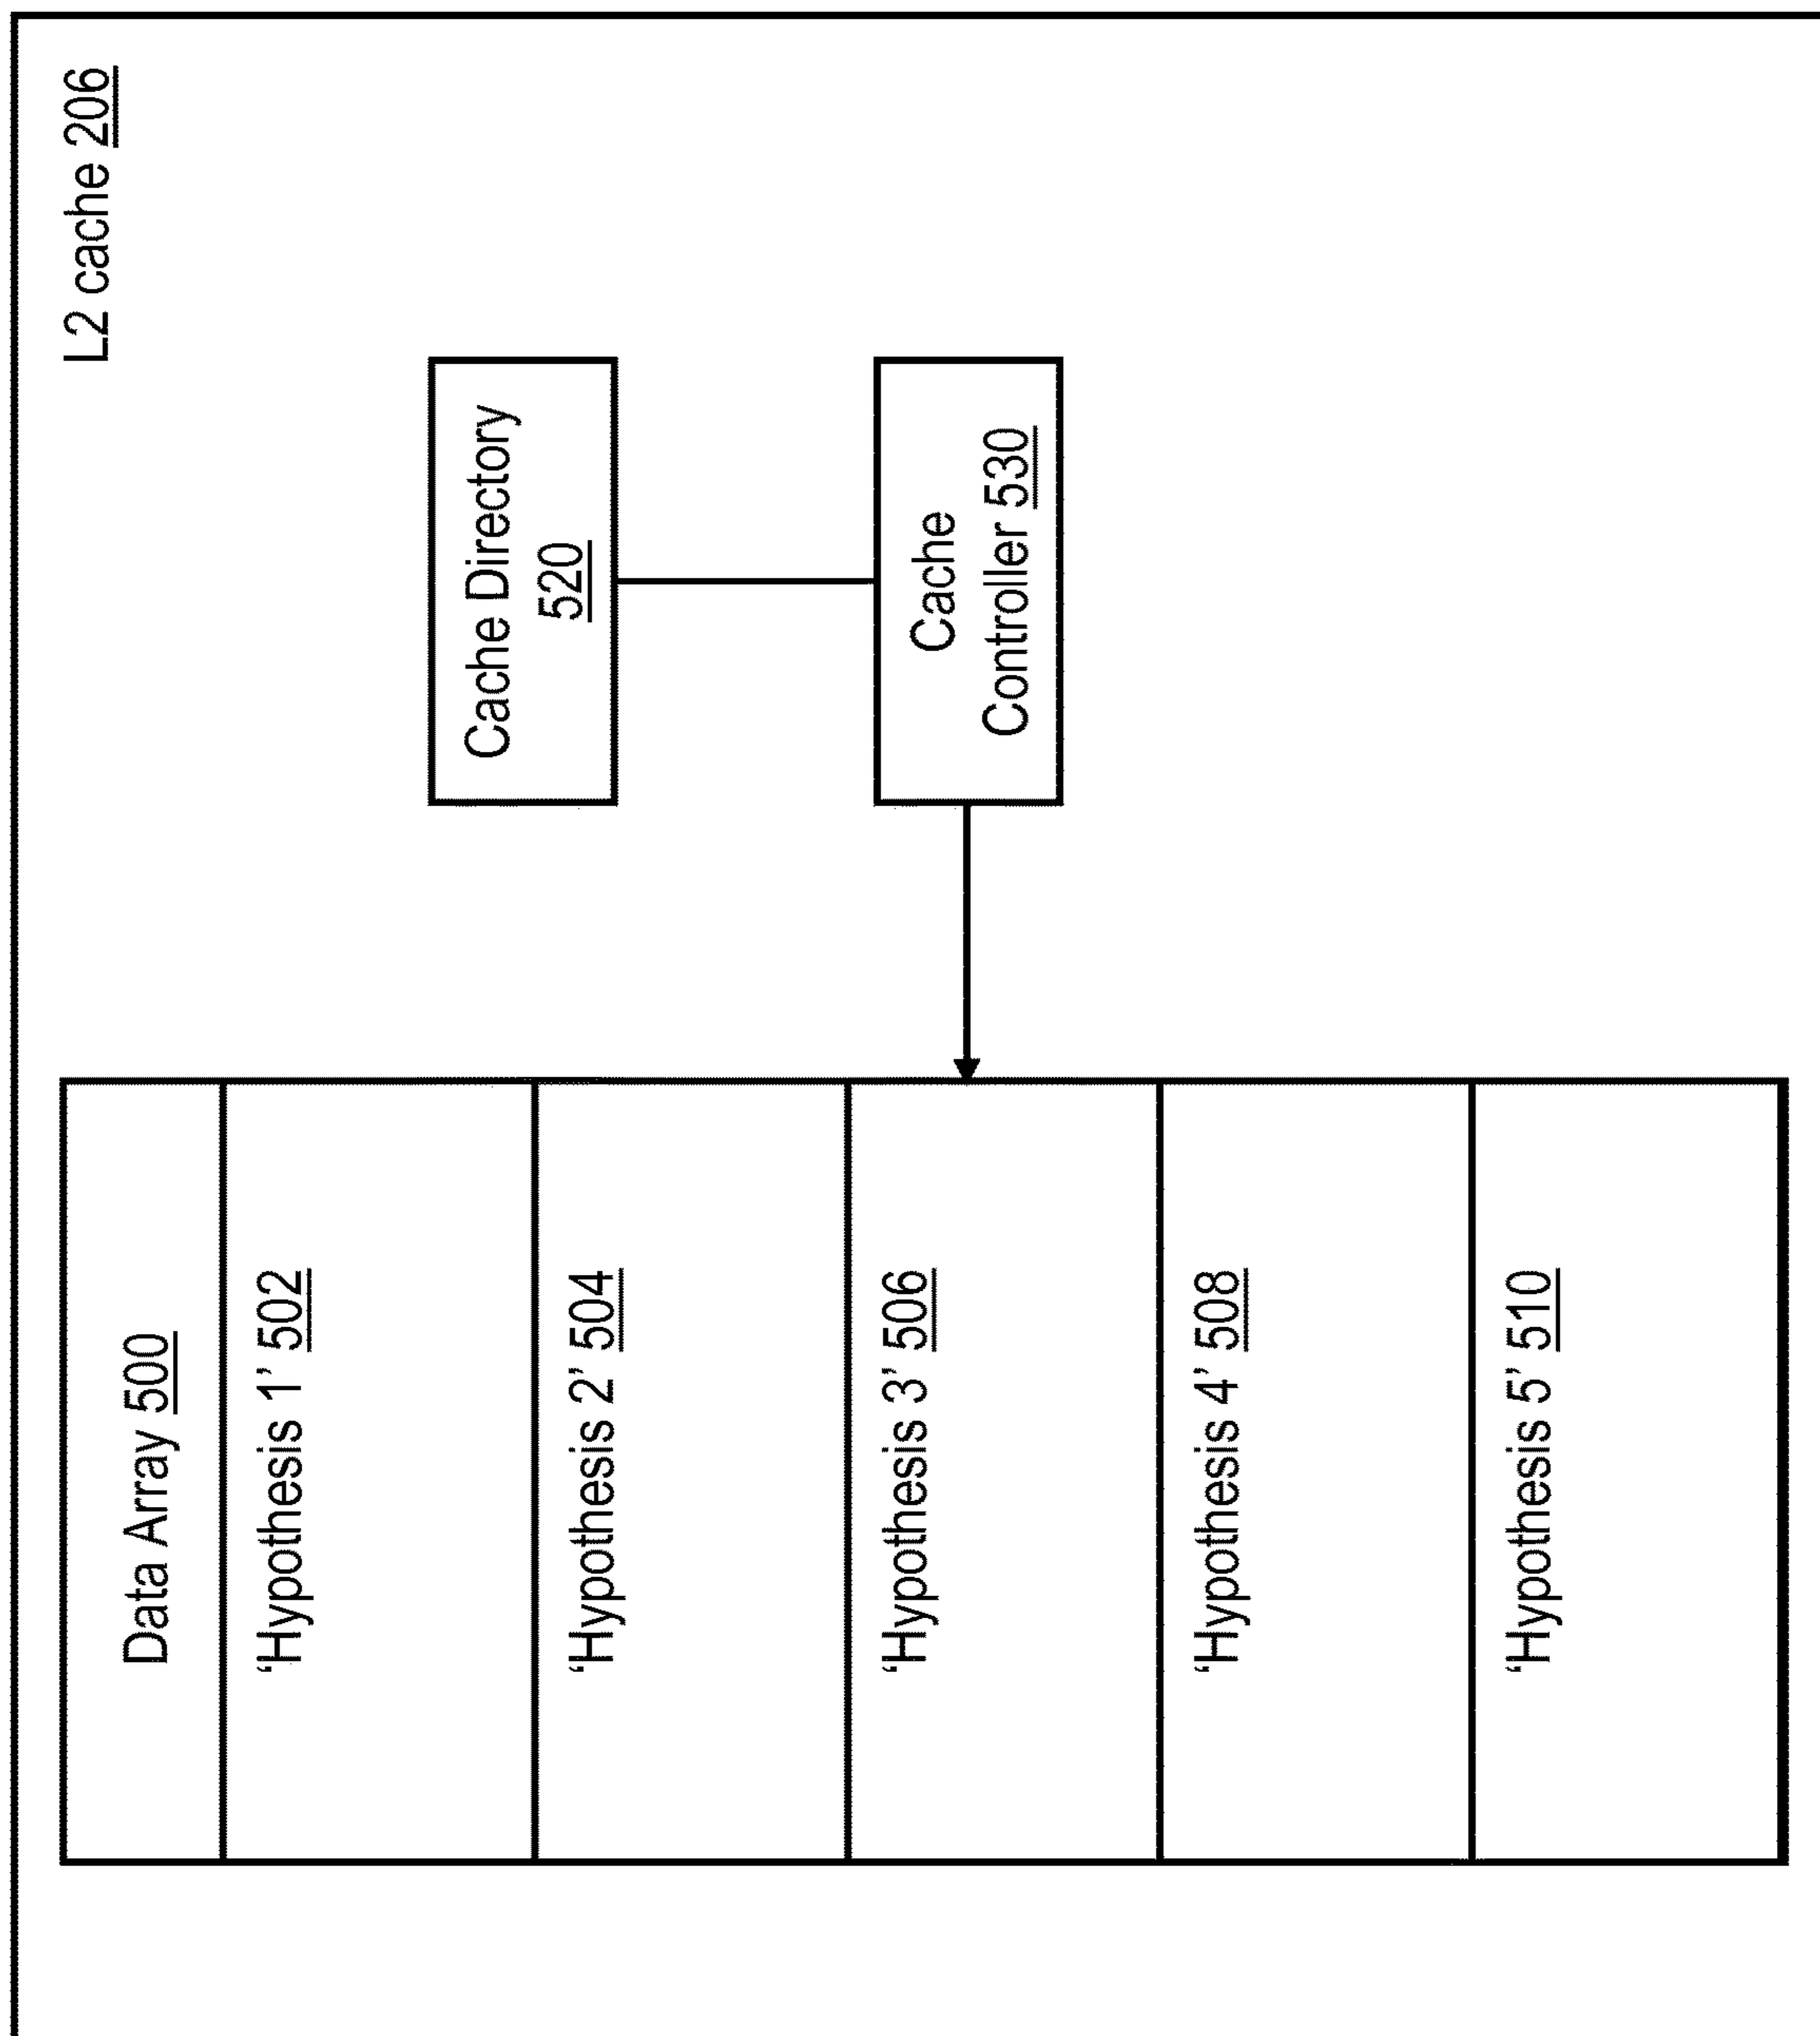 L2 cache 206
Data Array 500
‘Hypothesis 1’ 502
‘Hypothesis 2’ 504
‘Hypothesis 3’ 506
‘Hypothesis 4’ 508
‘Hypothesis 5’ 510
Cache Directory
520
Cache
Controller 530